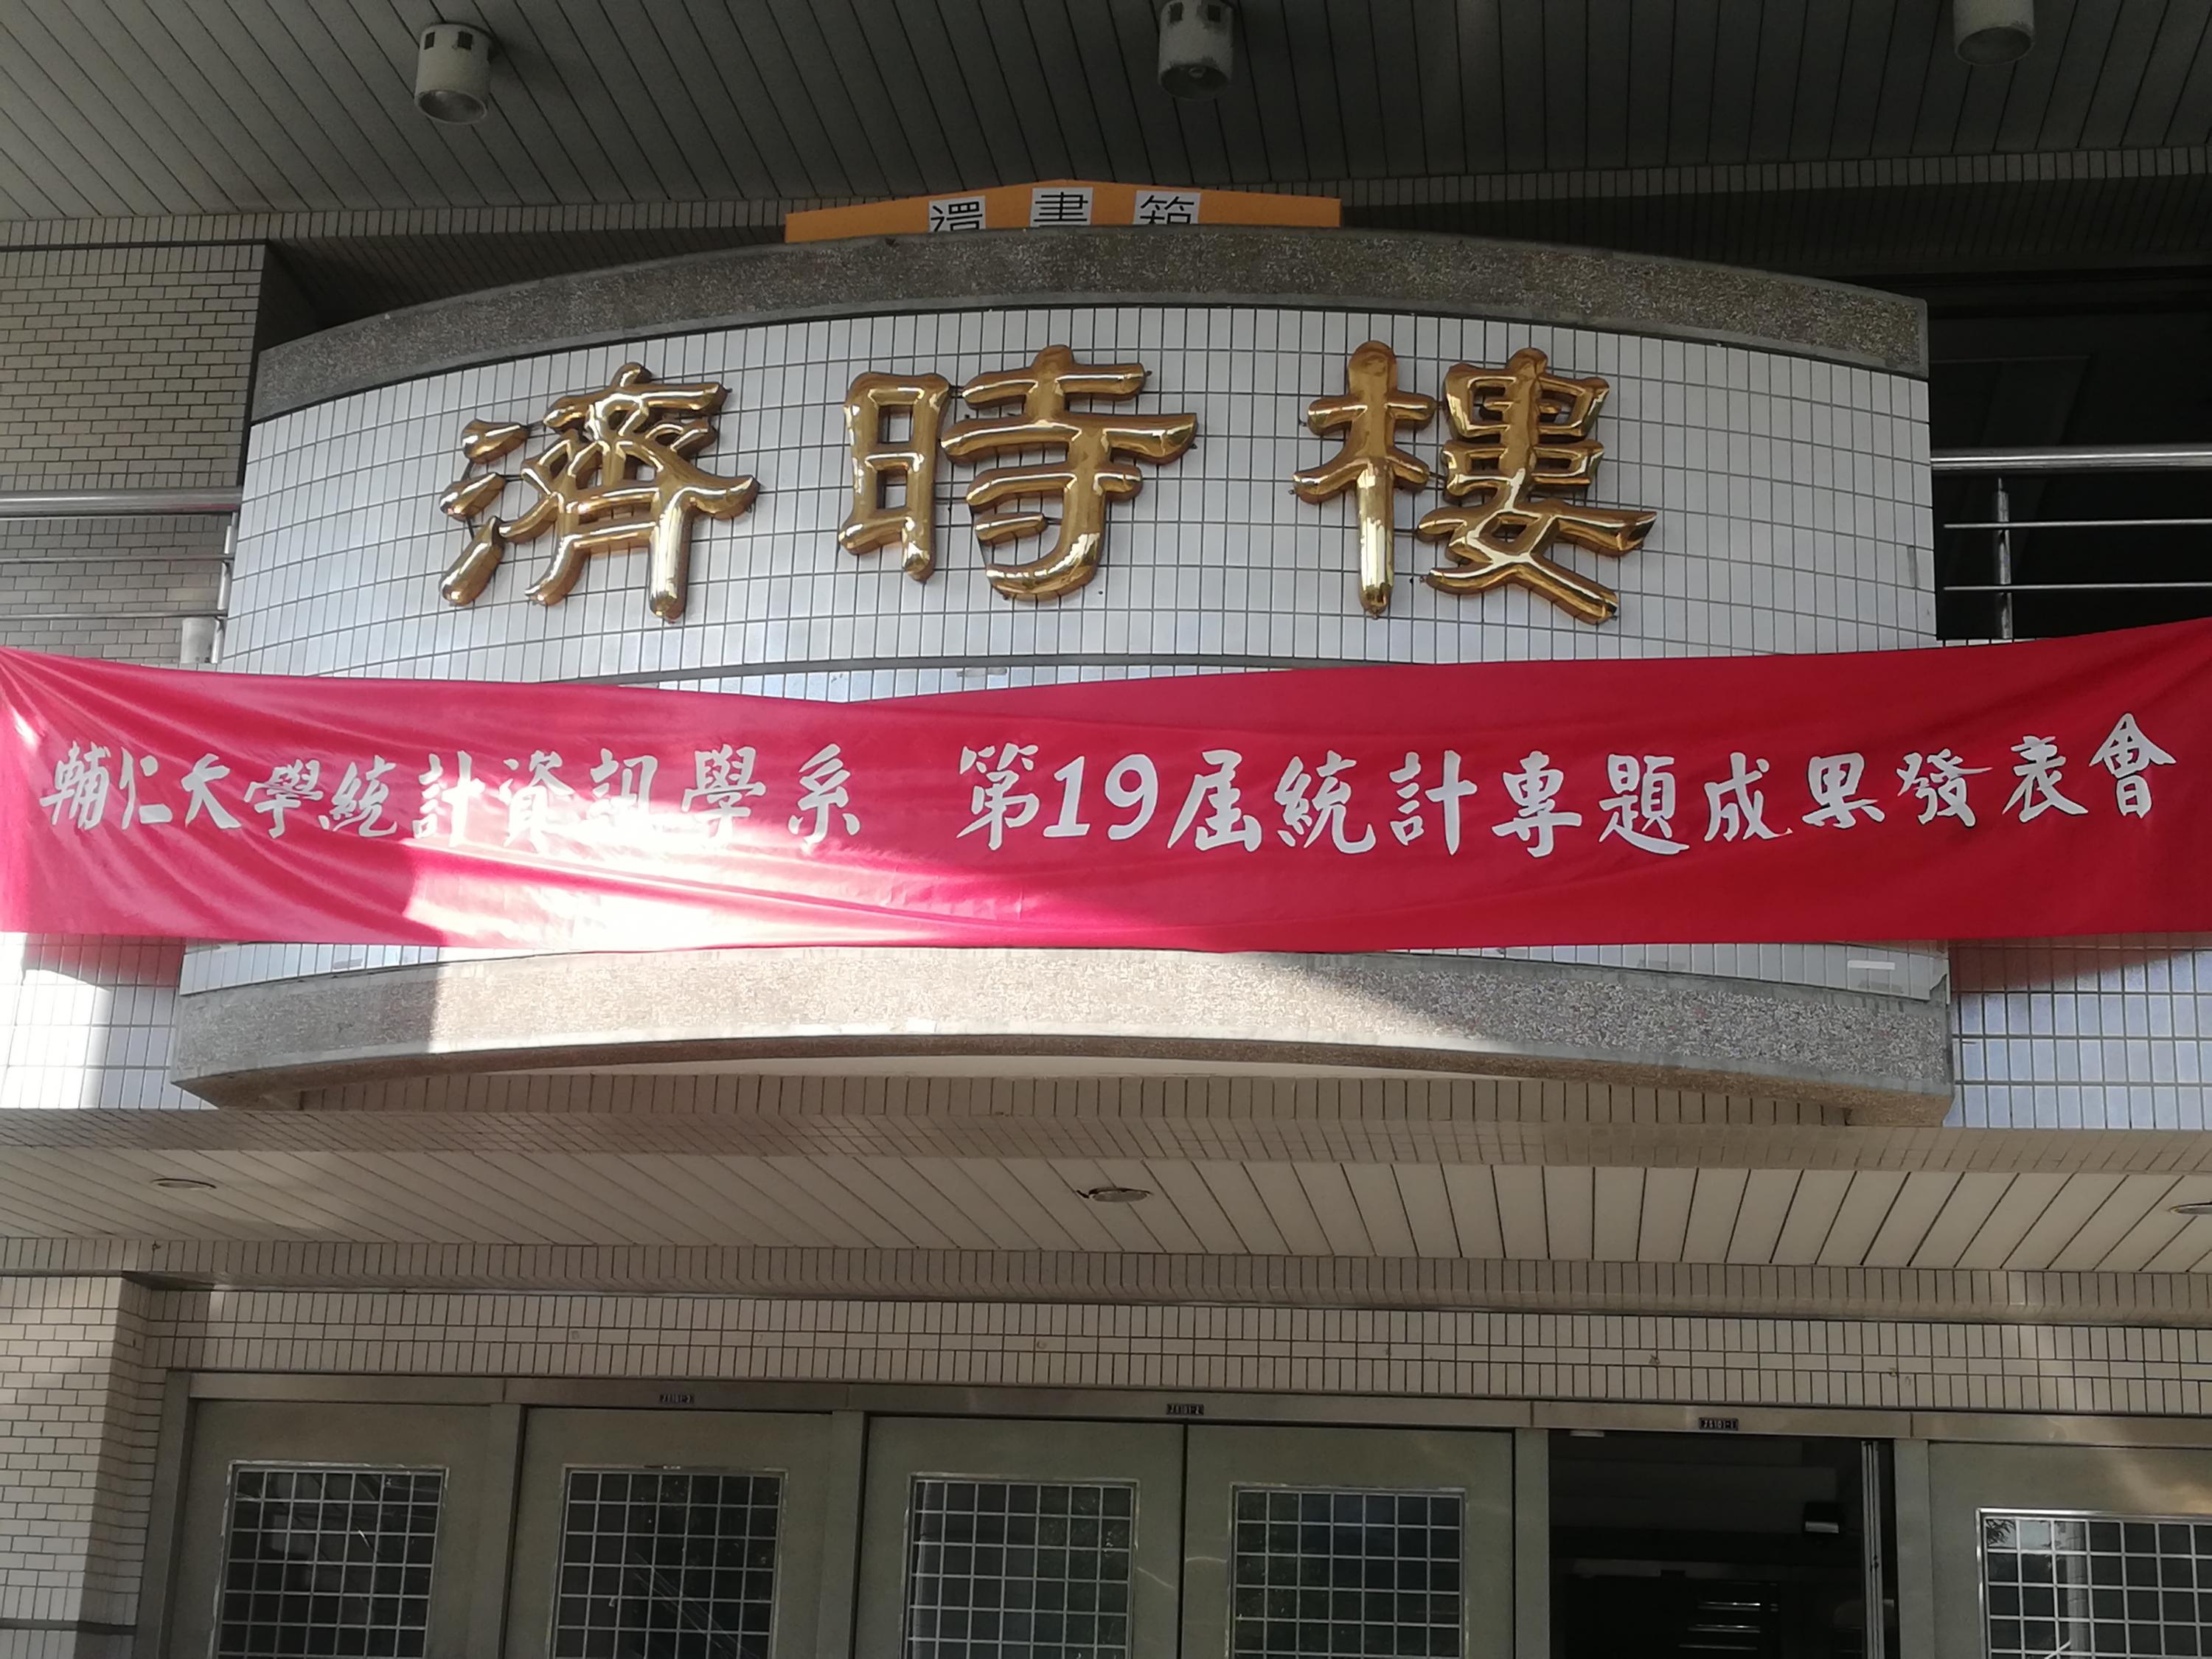 還書箱
濟時樓
輔仁大學統計資訊學系 第19屆統計專題成果發表會